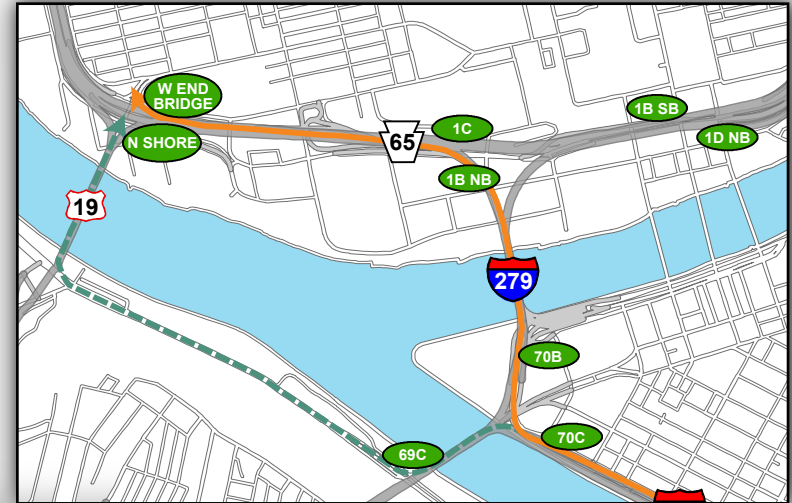 W END
BRIDGE
N SHORE
65
1C
1B SB
1D NB
1B NB
19
279
70B
70C
69C